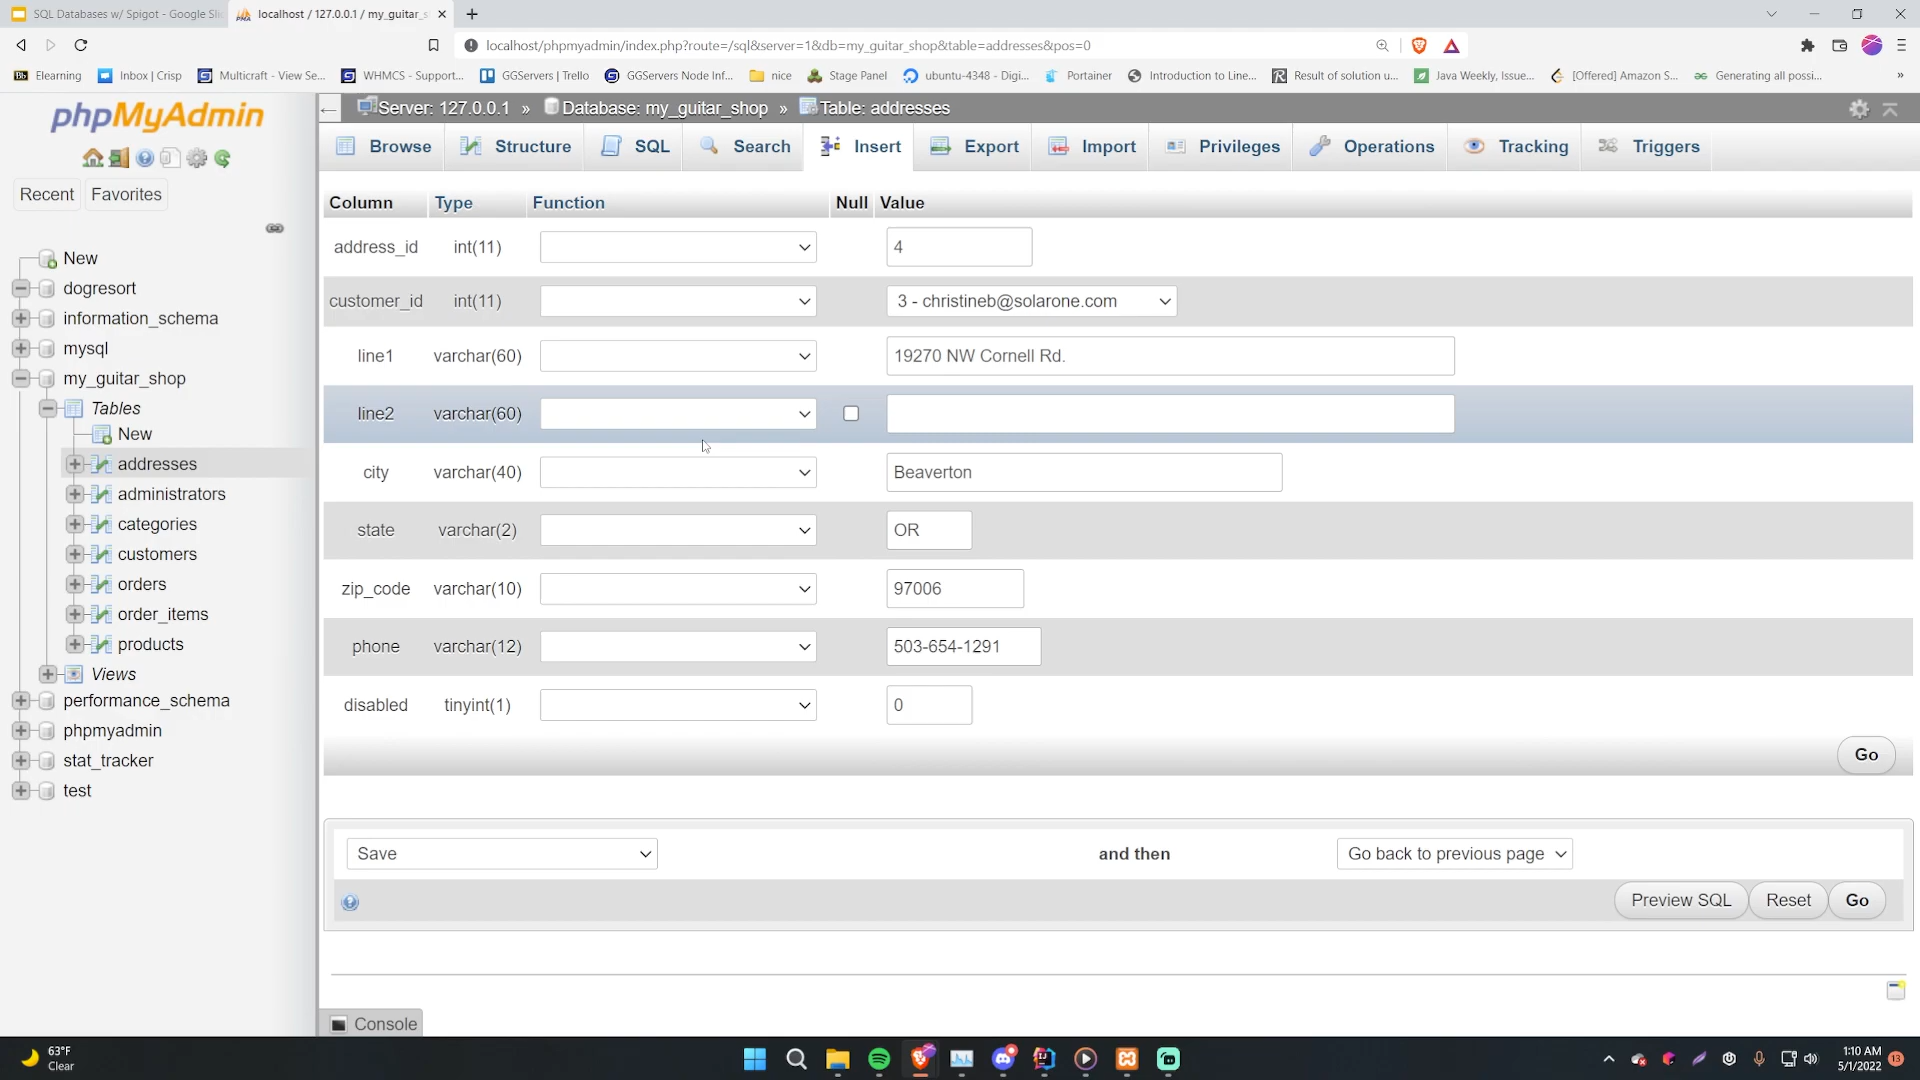 SQL Databases w/ Spigot - Google Sli
localhost / 127.0.0.1 / my_guitar_s
localhost/phpmyadmin/index.php?route=/sql&server=1&db=my_guitar_shop&table=addresses&pos=0
Elearning
Inbox | Crisp
Multicraft - View Se...
WHMCS - Support...
GGServers | Trello
GGServers Node Inf...
nice
Stage Panel
ubuntu-4348 - Digi...
Portainer
Introduction to Line...
Result of solution u...
Java Weekly, Issue...
[Offered] Amazon S...
Generating all possi...
»
phpMyAdmin
Recent Favorites
New
dogresort
information_schema
mysql
my_guitar_shop
Tables
New
addresses
administrators
categories
customers
orders
order_items
products
Views
performance_schema
phpmyadmin
stat_tracker
test
Server: 127.0.0.1 » Database: my_guitar_shop » Table: addresses
Browse Structure SQL Search Insert Export Import Privileges Operations Tracking Triggers
Column Type Function Null Value
address_id int(11) 4
customer_id int(11) 3 - christineb@solarone.com
line1 varchar(60) 19270 NW Cornell Rd.
line2 varchar(60)
city varchar(40) Beaverton
state varchar(2) OR
zip_code varchar(10) 97006
phone varchar(12) 503-654-1291
disabled tinyint(1) 0
Go
Save and then Go back to previous page
Preview SQL Reset Go
Console
63°F
Clear
1:10 AM
5/1/2022
13